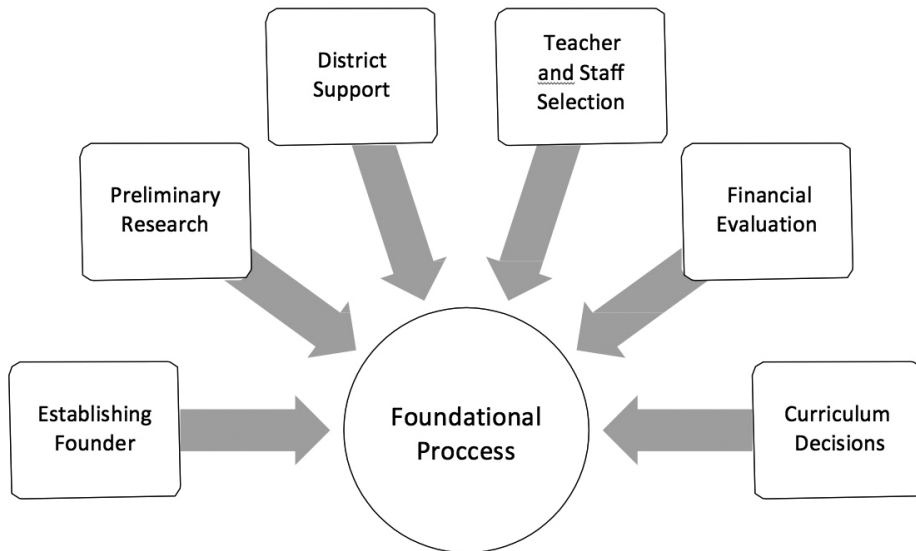 District
Support
Teacher
and Staff
Selection
Preliminary
Research
Financial
Evaluation
Establishing
Founder
Foundational
Proccess
Curriculum
Decisions